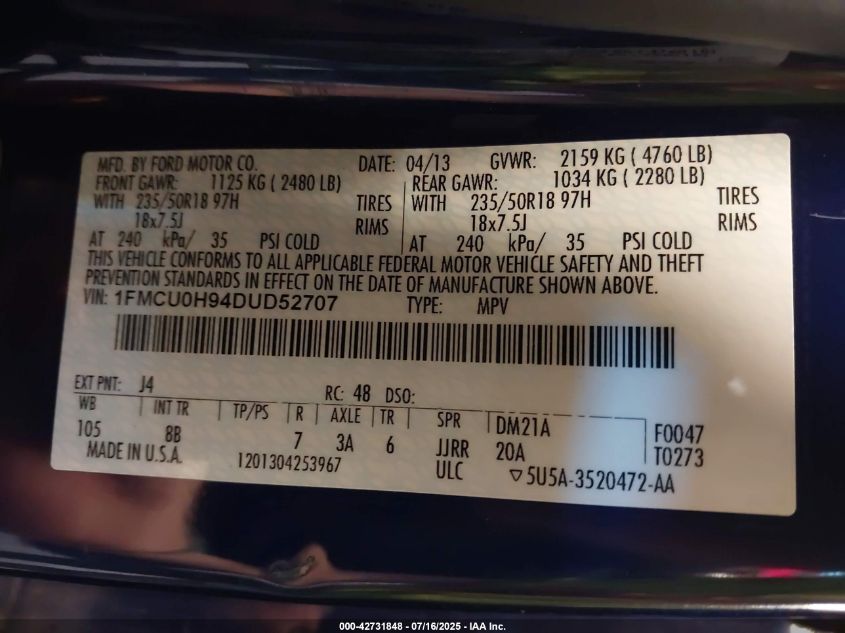 MFD. BY FORD MOTOR CO. DATE: 04/13 GVWR: 2159 KG ( 4760 LB)
FRONT GAWR: 1125 KG ( 2480 LB) REAR GAWR: 1034 KG ( 2280 LB)
WITH 235/50R18 97H TIRES WITH 235/50R18 97H TIRES
18x7.5J RIMS 18x7.5J RIMS
AT 240 kPa/ 35 PSI COLD AT 240 kPa/ 35 PSI COLD
THIS VEHICLE CONFORMS TO ALL APPLICABLE FEDERAL MOTOR VEHICLE SAFETY AND THEFT
PREVENTION STANDARDS IN EFFECT ON THE DATE OF MANUFACTURE SHOWN ABOVE.
VIN: 1FMCU0H94DUD52707 TYPE: MPV
EXT PNT: J4 RC: 48 DSO:
WB INT TR TP/PS R AXLE TR SPR DM21A F0047
105 8B 7 3A 6 JJRR 20A T0273
MADE IN U.S.A. 1201304253967 ULC ▽5U5A-3520472-AA
000-42731848 - 07/16/2025 - IAA Inc.